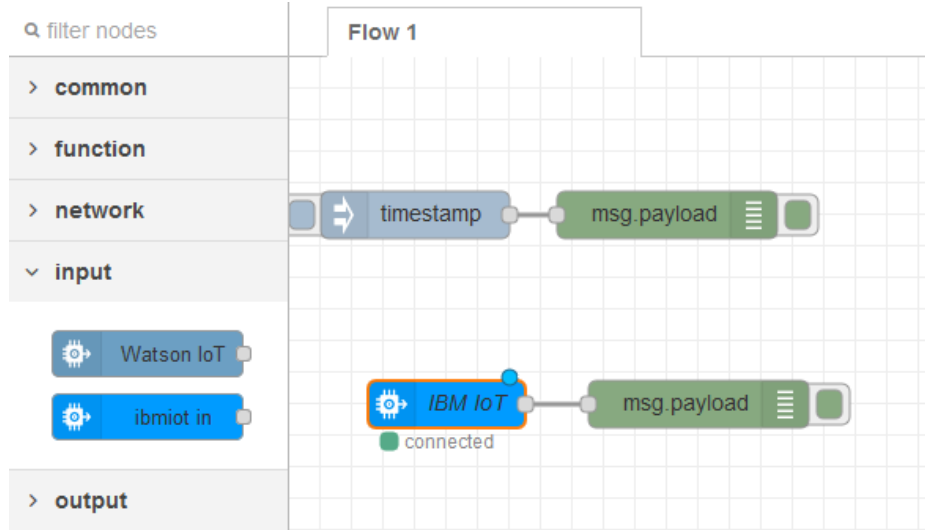 filter nodes
Flow 1
common
function
network
timestamp
msg.payload
input
Watson IoT
IBM IoT
msg.payload
ibmiot in
connected
output